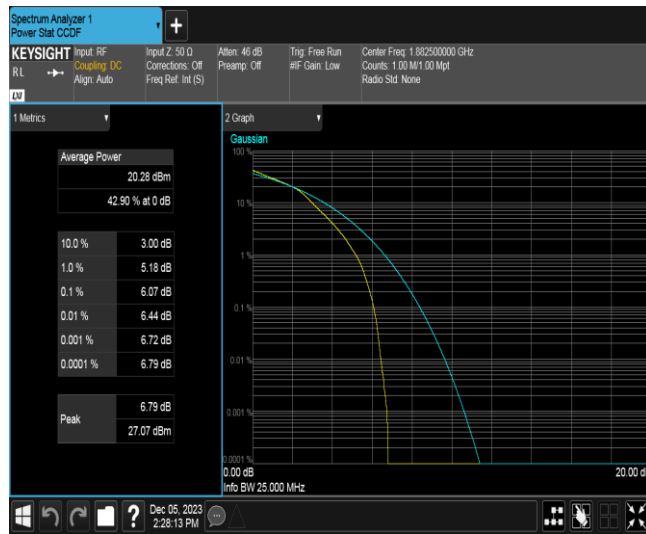 Spectrum Analyzer 1
Power Stat CCDF
+
KEYSIGHT
RL
LXI
Input: RF
Coupling: DC
Align: Auto
Input Z: 50 Ω
Corrections: Off
Freq Ref: Int (S)
Atten: 46 dB
Preamp: Off
Trig: Free Run
#IF Gain: Low
Center Freq: 1.882500000 GHz
Counts: 1.00 M/1.00 Mpt
Radio Std: None
1 Metrics
Average Power
20.28 dBm
42.90 % at 0 dB
10.0 % 3.00 dB
1.0 % 5.18 dB
0.1 % 6.07 dB
0.01 % 6.44 dB
0.001 % 6.72 dB
0.0001 % 6.79 dB
Peak
6.79 dB
27.07 dBm
2 Graph
Gaussian
100 %
10 %
1 %
0.1 %
0.01 %
0.001 %
0.0001 %
0.00 dB
20.00 d
Info BW 25.000 MHz
?
Dec 05, 2023
2:28:13 PM